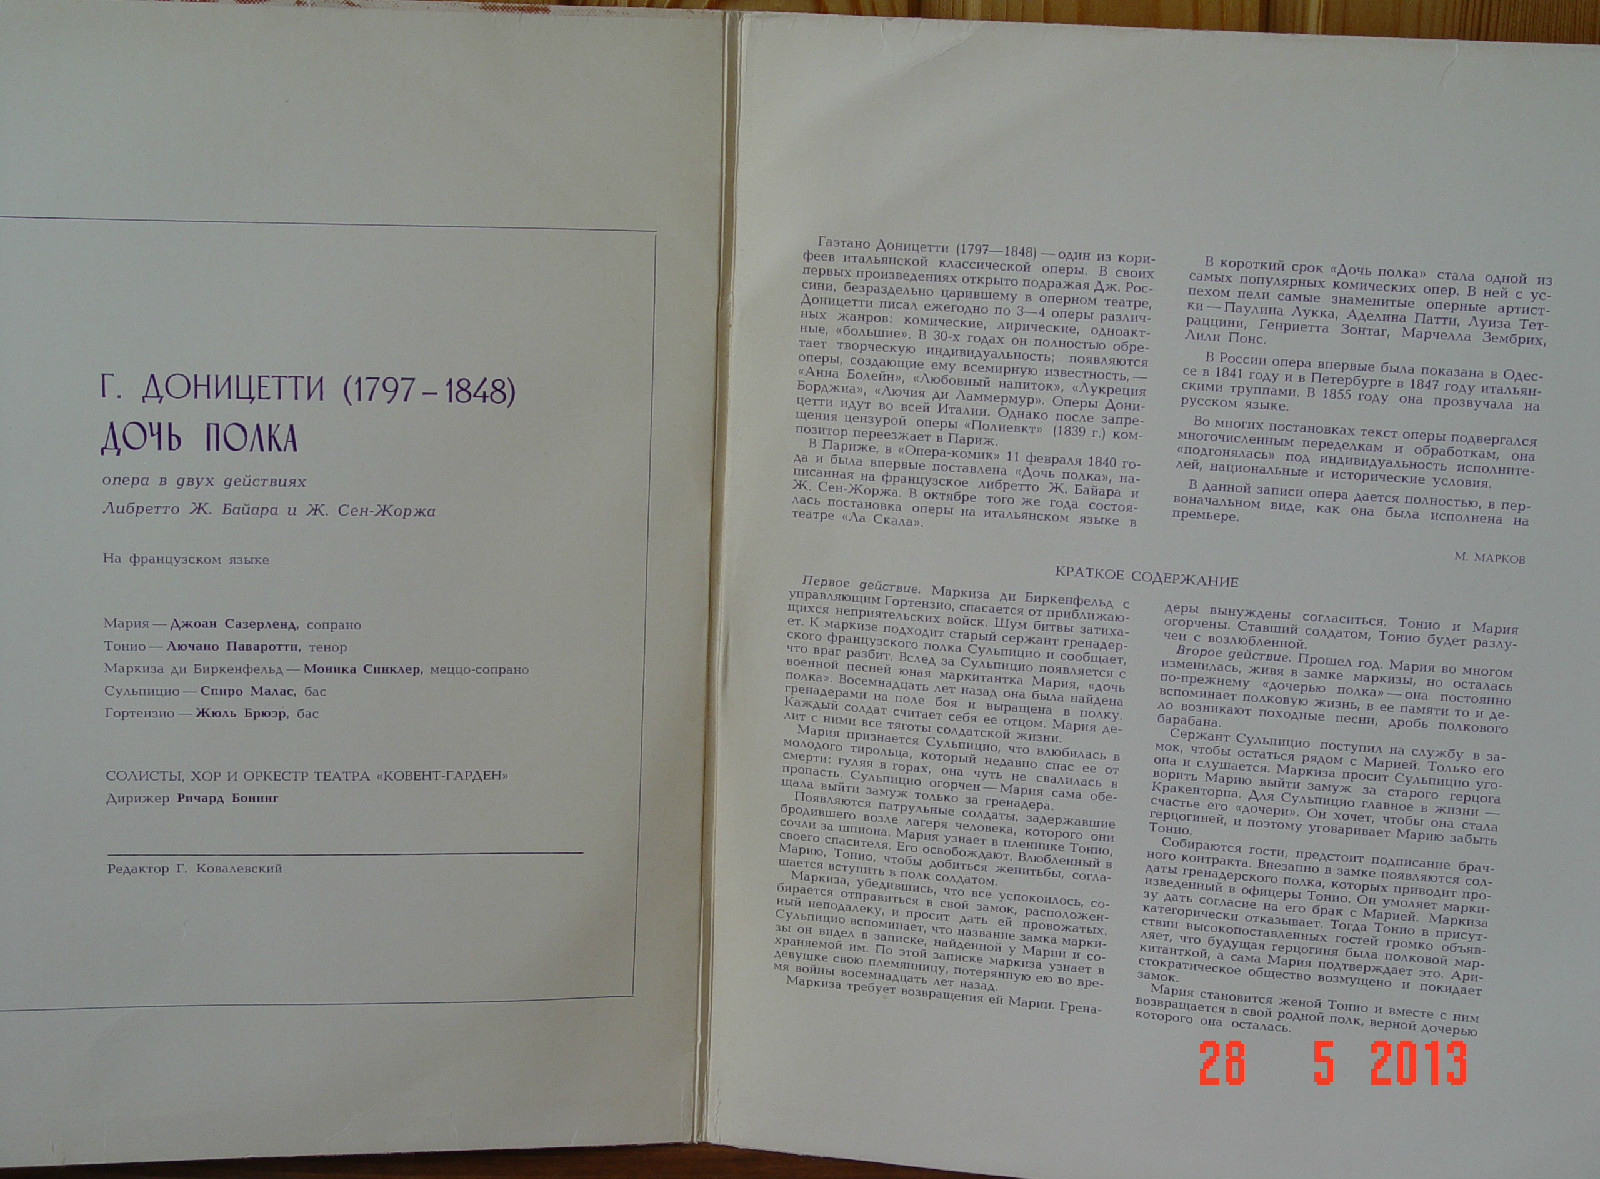 Г. ДОНИЦЕТТИ (1797–1848)
ДОЧЬ ПОЛКА
опера в двух действиях
Либретто Ж. Байара и Ж. Сен-Жоржа
На французском языке
Мария — Джоан Сазерленд, сопрано
Тонио — Лючано Паваротти, тенор
Маркиза ди Биркенфельд — Моника Синклер, меццо-сопрано
Сульпицио — Спиро Малас, бас
Гортензио — Жюль Брюэр, бас
СОЛИСТЫ, ХОР И ОРКЕСТР ТЕАТРА «КОВЕНТ-ГАРДЕН»
Дирижер Ричард Бонинг
Редактор Г. Ковалевский
Гаэтано Доницетти (1797—1848) — один из кори-
феев итальянской классической оперы. В своих
первых произведениях открыто подражая Дж. Рос-
сини, безраздельно царившему в оперном театре,
Доницетти писал ежегодно по 3—4 оперы различ-
ных жанров: комические, лирические, одноакт-
ные, «большие». В 30-х годах он полностью обре-
тает творческую индивидуальность; появляются
оперы, создающие ему всемирную известность, —
«Анна Болейн», «Любовный напиток», «Лукреция
Борджиа», «Лючия ди Ламмермур». Оперы Дони-
цетти идут во всей Италии. Однако после запре-
щения цензурой оперы «Полиевкт» (1839 г.) ком-
позитор переезжает в Париж.
В Париже, в «Опера-комик» 11 февраля 1840 го-
да и была впервые поставлена «Дочь полка», на-
писанная на французское либретто Ж. Байара и
Ж. Сен-Жоржа. В октябре того же года состоя-
лась постановка оперы на итальянском языке в
театре «Ла Скала».
В короткий срок «Дочь полка» стала одной из
самых популярных комических опер. В ней с ус-
пехом пели самые знаменитые оперные артист-
ки — Паулина Лукка, Аделина Патти, Луиза Тет-
раццини, Генриетта Зонтаг, Марчелла Зембрих,
Лили Понс.
В России опера впервые была показана в Одес-
се в 1841 году и в Петербурге в 1847 году итальян-
скими труппами. В 1855 году она прозвучала на
русском языке.
Во многих постановках текст оперы подвергался
многочисленным переделкам и обработкам, она
«подгонялась» под индивидуальность исполните-
лей, национальные и исторические условия.
В данной записи опера дается полностью, в пер-
воначальном виде, как она была исполнена на
премьере.
М. МАРКОВ
КРАТКОЕ СОДЕРЖАНИЕ
Первое действие. Маркиза ди Биркенфельд с
управляющим Гортензио, спасается от приближаю-
щихся неприятельских войск. Шум битвы затиха-
ет. К маркизе подходит старый сержант гренадер-
ского французского полка Сульпицио и сообщает,
что враг разбит. Вслед за Сульпицио появляется с
военной песней юная маркитантка Мария, «дочь
полка». Восемнадцать лет назад она была найдена
гренадерами на поле боя и выращена в полку.
Каждый солдат считает себя ее отцом. Мария де-
лит с ними все тяготы солдатской жизни.
Мария признается Сульпицио, что влюбилась в
молодого тирольца, который недавно спас ее от
смерти: гуляя в горах, она чуть не свалилась в
пропасть. Сульпицио огорчен — Мария сама обе-
щала выйти замуж только за гренадера.
Появляются патрульные солдаты, задержавшие
бродившего возле лагеря человека, которого они
сочли за шпиона. Мария узнает в пленнике Тонио,
своего спасителя. Его освобождают. Влюбленный в
Марию, Тонио, чтобы добиться женитьбы, согла-
шается вступить в полк солдатом.
Маркиза, убедившись, что все успокоилось, со-
бирается отправиться в свой замок, расположен-
ный неподалеку, и просит дать ей провожатых.
Сульпицио вспоминает, что название замка марки-
зы он видел в записке, найденной у Марии и со-
храняемой им. По этой записке маркиза узнает в
девушке свою племянницу, потерянную ею во вре-
мя войны восемнадцать лет назад.
Маркиза требует возвращения ей Марии. Грена-
деры вынуждены согласиться. Тонио и Мария
огорчены. Ставший солдатом, Тонио будет разлу-
чен с возлюбленной.
Второе действие. Прошел год. Мария во многом
изменилась, живя в замке маркизы, но осталась
по-прежнему «дочерью полка» — она постоянно
вспоминает полковую жизнь, в ее памяти то и де-
ло возникают походные песни, дробь полкового
барабана.
Сержант Сульпицио поступил на службу в за-
мок, чтобы остаться рядом с Марией. Только его
она и слушается. Маркиза просит Сульпицио уго-
ворить Марию выйти замуж за старого герцога
Кракенторпа. Для Сульпицио главное в жизни —
счастье его «дочери». Он хочет, чтобы она стала
герцогиней, и поэтому уговаривает Марию забыть
Тонио.
Собираются гости, предстоит подписание брач-
ного контракта. Внезапно в замке появляются сол-
даты гренадерского полка, которых приводит про-
изведенный в офицеры Тонио. Он умоляет марки-
зу дать согласие на его брак с Марией. Маркиза
категорически отказывает. Тогда Тонио в присут-
ствии высокопоставленных гостей громко объяв-
ляет, что будущая герцогиня была полковой мар-
китанткой, а сама Мария подтверждает это. Ари-
стократическое общество возмущено и покидает
замок.
Мария становится женой Тонио и вместе с ним
возвращается в свой родной полк, верной дочерью
которого она осталась.
28 5 2013